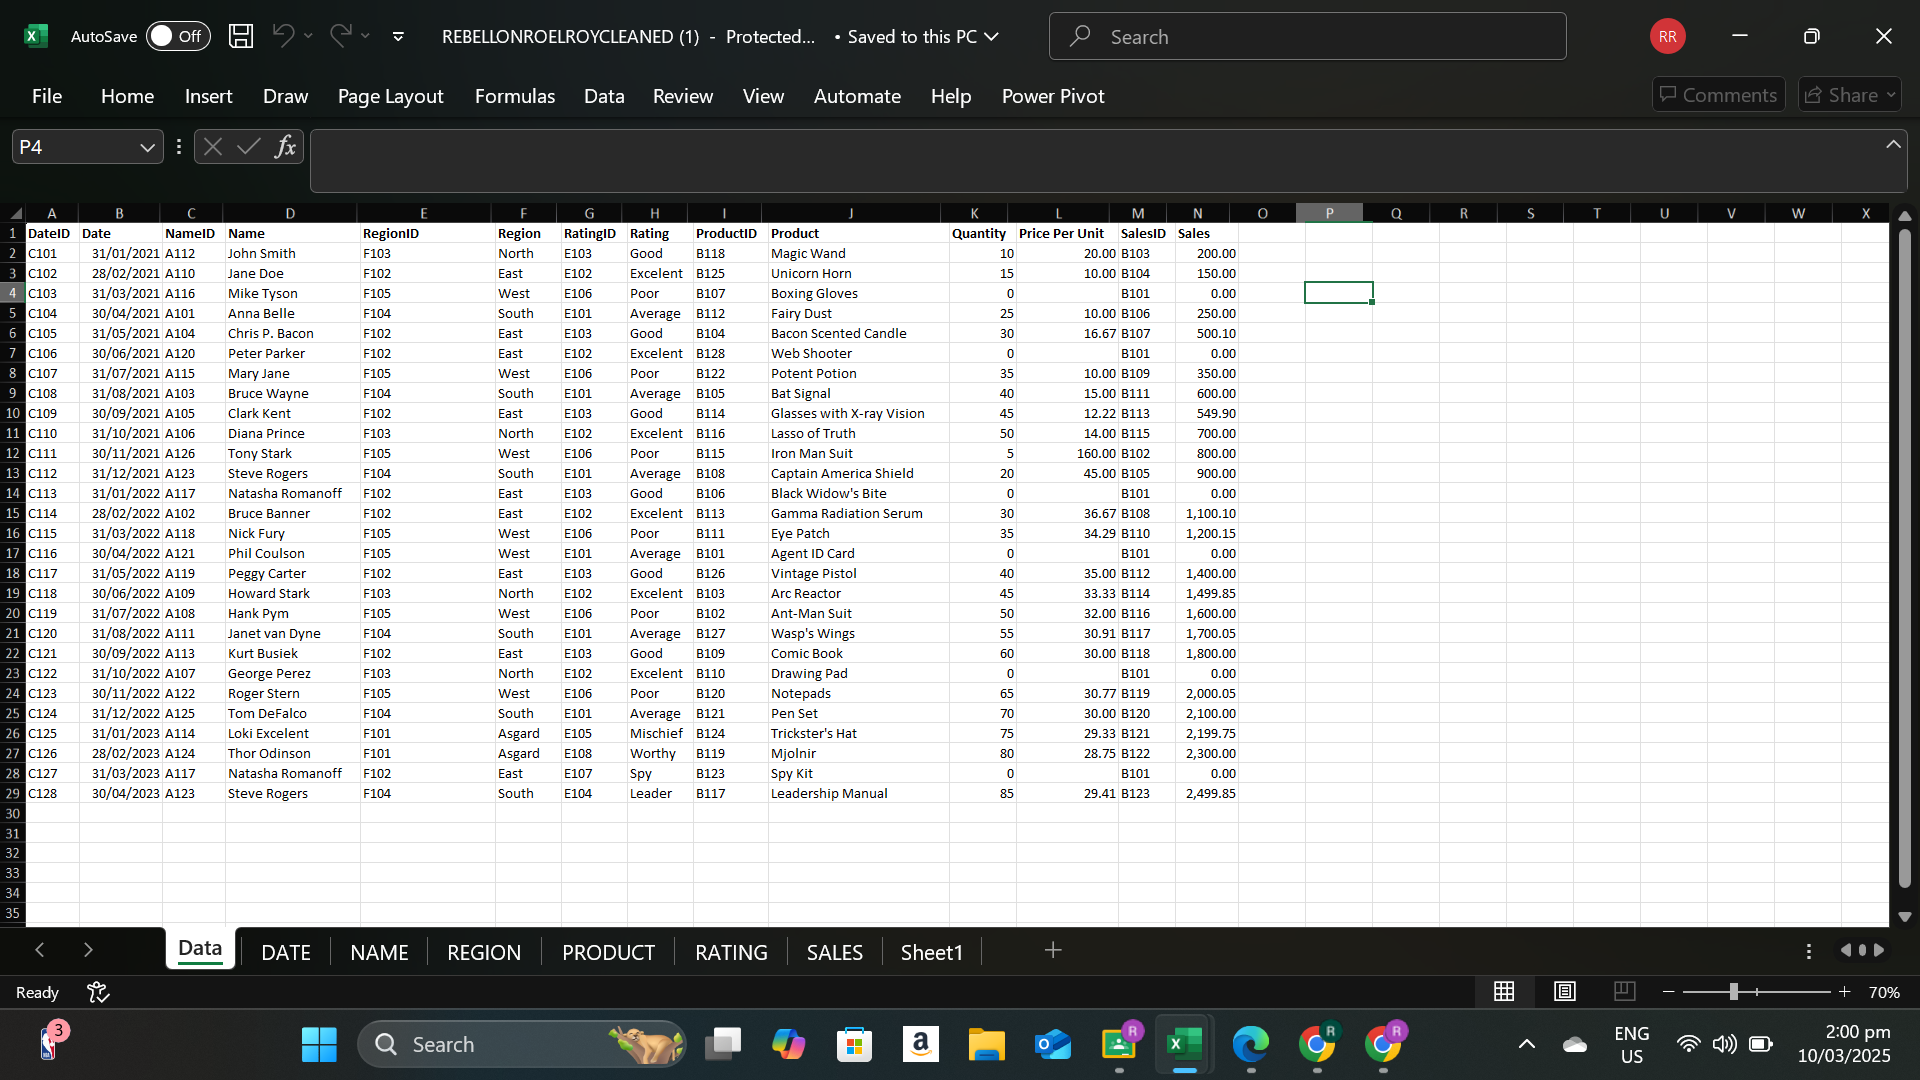 AutoSave Off REBELLONROELROYCLEANED (1) - Protected... • Saved to this PC Search RR
File Home Insert Draw Page Layout Formulas Data Review View Automate Help Power Pivot Comments Share
P4 fx
A B C D E F G H I J K L M N O P Q R S T U V W X
1 DateID Date NameID Name RegionID Region RatingID Rating ProductID Product Quantity Price Per Unit SalesID Sales
2 C101 31/01/2021 A112 John Smith F103 North E103 Good B118 Magic Wand 10 20.00 B103 200.00
3 C102 28/02/2021 A110 Jane Doe F102 East E102 Excelent B125 Unicorn Horn 15 10.00 B104 150.00
4 C103 31/03/2021 A116 Mike Tyson F105 West E106 Poor B107 Boxing Gloves 0 B101 0.00
5 C104 30/04/2021 A101 Anna Belle F104 South E101 Average B112 Fairy Dust 25 10.00 B106 250.00
6 C105 31/05/2021 A104 Chris P. Bacon F102 East E103 Good B104 Bacon Scented Candle 30 16.67 B107 500.10
7 C106 30/06/2021 A120 Peter Parker F102 East E102 Excelent B128 Web Shooter 0 B101 0.00
8 C107 31/07/2021 A115 Mary Jane F105 West E106 Poor B122 Potent Potion 35 10.00 B109 350.00
9 C108 31/08/2021 A103 Bruce Wayne F104 South E101 Average B105 Bat Signal 40 15.00 B111 600.00
10 C109 30/09/2021 A105 Clark Kent F102 East E103 Good B114 Glasses with X-ray Vision 45 12.22 B113 549.90
11 C110 31/10/2021 A106 Diana Prince F103 North E102 Excelent B116 Lasso of Truth 50 14.00 B115 700.00
12 C111 30/11/2021 A126 Tony Stark F105 West E106 Poor B115 Iron Man Suit 5 160.00 B102 800.00
13 C112 31/12/2021 A123 Steve Rogers F104 South E101 Average B108 Captain America Shield 20 45.00 B105 900.00
14 C113 31/01/2022 A117 Natasha Romanoff F102 East E103 Good B106 Black Widow's Bite 0 B101 0.00
15 C114 28/02/2022 A102 Bruce Banner F102 East E102 Excelent B113 Gamma Radiation Serum 30 36.67 B108 1,100.10
16 C115 31/03/2022 A118 Nick Fury F105 West E106 Poor B111 Eye Patch 35 34.29 B110 1,200.15
17 C116 30/04/2022 A121 Phil Coulson F105 West E101 Average B101 Agent ID Card 0 B101 0.00
18 C117 31/05/2022 A119 Peggy Carter F102 East E103 Good B126 Vintage Pistol 40 35.00 B112 1,400.00
19 C118 30/06/2022 A109 Howard Stark F103 North E102 Excelent B103 Arc Reactor 45 33.33 B114 1,499.85
20 C119 31/07/2022 A108 Hank Pym F105 West E106 Poor B102 Ant-Man Suit 50 32.00 B116 1,600.00
21 C120 31/08/2022 A111 Janet van Dyne F104 South E101 Average B127 Wasp's Wings 55 30.91 B117 1,700.05
22 C121 30/09/2022 A113 Kurt Busiek F102 East E103 Good B109 Comic Book 60 30.00 B118 1,800.00
23 C122 31/10/2022 A107 George Perez F103 North E102 Excelent B110 Drawing Pad 0 B101 0.00
24 C123 30/11/2022 A122 Roger Stern F105 West E106 Poor B120 Notepads 65 30.77 B119 2,000.05
25 C124 31/12/2022 A125 Tom DeFalco F104 South E101 Average B121 Pen Set 70 30.00 B120 2,100.00
26 C125 31/01/2023 A114 Loki Excelent F101 Asgard E105 Mischief B124 Trickster's Hat 75 29.33 B121 2,199.75
27 C126 28/02/2023 A124 Thor Odinson F101 Asgard E108 Worthy B119 Mjolnir 80 28.75 B122 2,300.00
28 C127 31/03/2023 A117 Natasha Romanoff F102 East E107 Spy B123 Spy Kit 0 B101 0.00
29 C128 30/04/2023 A123 Steve Rogers F104 South E104 Leader B117 Leadership Manual 85 29.41 B123 2,499.85
30
31
32
33
34
35
Data DATE NAME REGION PRODUCT RATING SALES Sheet1
Ready 70%
3 Search ENG 2:00 pm
US 10/03/2025